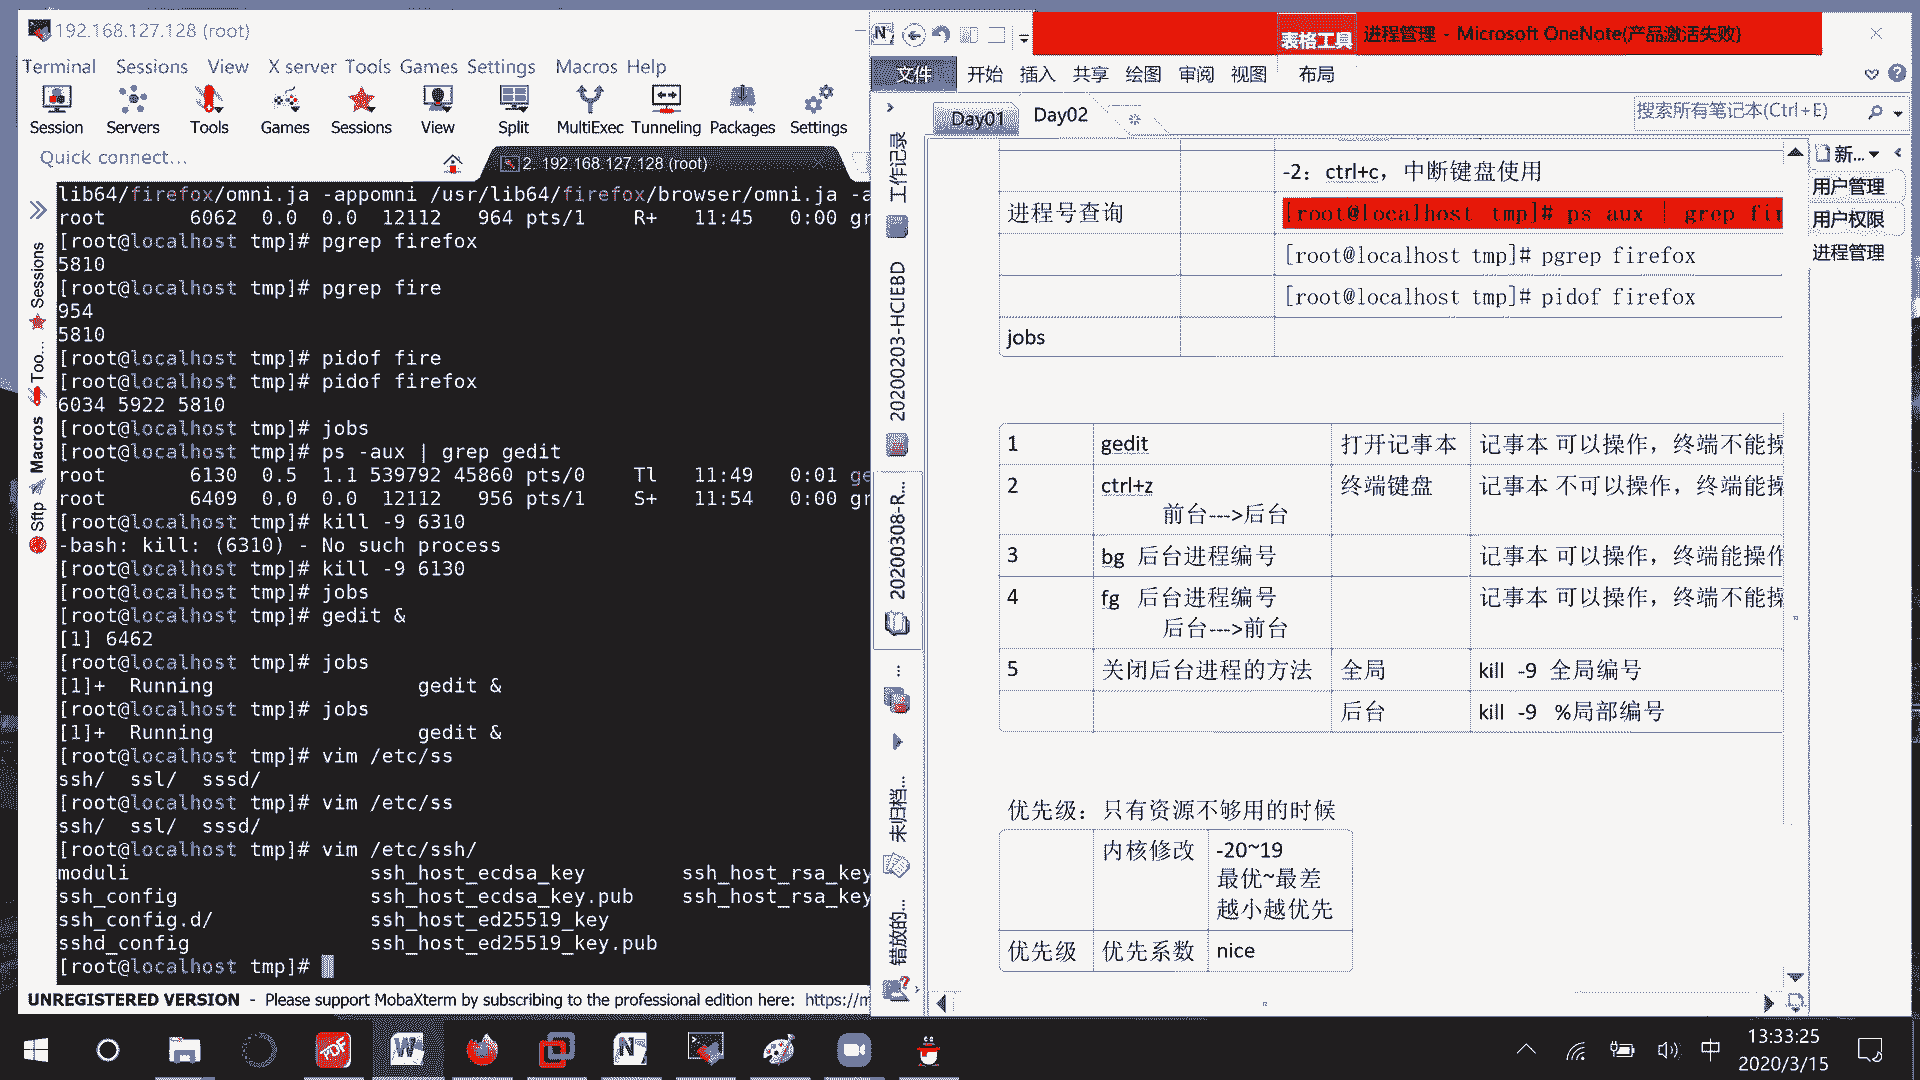 192.168.127.128 (root)
Terminal Sessions View X server Tools Games Settings Macros Help
Session Servers Tools Games Sessions View Split MultiExec Tunneling Packages Settings
Quick connect...
2. 192.168.127.128 (root)
Sessions
Too...
Macros
Sftp
lib64/firefox/omni.ja -appomni /usr/lib64/firefox/browser/omni.ja -a
root 6062 0.0 0.0 12112 964 pts/1 R+ 11:45 0:00 gr
[root@localhost tmp]# pgrep firefox
5810
[root@localhost tmp]# pgrep fire
954
5810
[root@localhost tmp]# pidof fire
[root@localhost tmp]# pidof firefox
6034 5922 5810
[root@localhost tmp]# jobs
[root@localhost tmp]# ps -aux | grep gedit
root 6130 0.5 1.1 539792 45860 pts/0 Tl 11:49 0:01 ge
root 6409 0.0 0.0 12112 956 pts/1 S+ 11:54 0:00 gr
[root@localhost tmp]# kill -9 6310
-bash: kill: (6310) - No such process
[root@localhost tmp]# kill -9 6130
[root@localhost tmp]# jobs
[root@localhost tmp]# gedit &
[1] 6462
[root@localhost tmp]# jobs
[1]+ Running gedit &
[root@localhost tmp]# jobs
[1]+ Running gedit &
[root@localhost tmp]# vim /etc/ss
ssh/ ssl/ sssd/
[root@localhost tmp]# vim /etc/ss
ssh/ ssl/ sssd/
[root@localhost tmp]# vim /etc/ssh/
moduli ssh_host_ecdsa_key ssh_host_rsa_key
ssh_config ssh_host_ecdsa_key.pub ssh_host_rsa_key
ssh_config.d/ ssh_host_ed25519_key
sshd_config ssh_host_ed25519_key.pub
[root@localhost tmp]#
UNREGISTERED VERSION - Please support MobaXterm by subscribing to the professional edition here: https://m
表格工具 进程管理 - Microsoft OneNote(产品激活失败)
文件 开始 插入 共享 绘图 审阅 视图 布局
Day01 Day02
搜索所有笔记本(Ctrl+E)
新...
用户管理
用户权限
进程管理
工作记录
20200203-HCIEBD
20200308-R...
...
未归档...
错放的...
-2：ctrl+c，中断键盘使用
进程号查询 [root@localhost tmp]# ps aux | grep fir
[root@localhost tmp]# pgrep firefox
[root@localhost tmp]# pidof firefox
jobs
1 gedit 打开记事本 记事本 可以操作，终端不能操
2 ctrl+z 终端键盘 记事本 不可以操作，终端能操
前台--->后台
3 bg 后台进程编号 记事本 可以操作，终端能操作
4 fg 后台进程编号 记事本 可以操作，终端不能操
后台--->前台
5 关闭后台进程的方法 全局 kill -9 全局编号
后台 kill -9 %局部编号
优先级：只有资源不够用的时候
内核修改 -20~19
最优~最差
越小越优先
优先级 优先系数 nice
PDF
W
N
中
13:33:25
2020/3/15